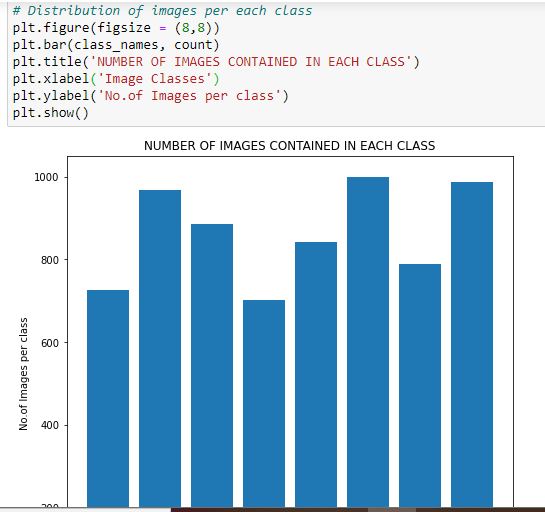 # Distribution of images per each class
plt.figure(figsize = (8,8))
plt.bar(class_names, count)
plt.title('NUMBER OF IMAGES CONTAINED IN EACH CLASS')
plt.xlabel('Image Classes')
plt.ylabel('No.of Images per class')
plt.show()
NUMBER OF IMAGES CONTAINED IN EACH CLASS
1000
800
600
400
200
No.of Images per class